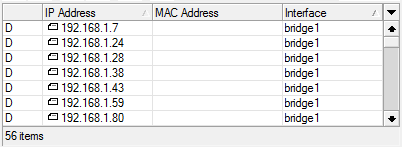 IP Address MAC Address Interface
D 192.168.1.7 bridge1
D 192.168.1.24 bridge1
D 192.168.1.28 bridge1
D 192.168.1.38 bridge1
D 192.168.1.43 bridge1
D 192.168.1.59 bridge1
D 192.168.1.80 bridge1
56 items